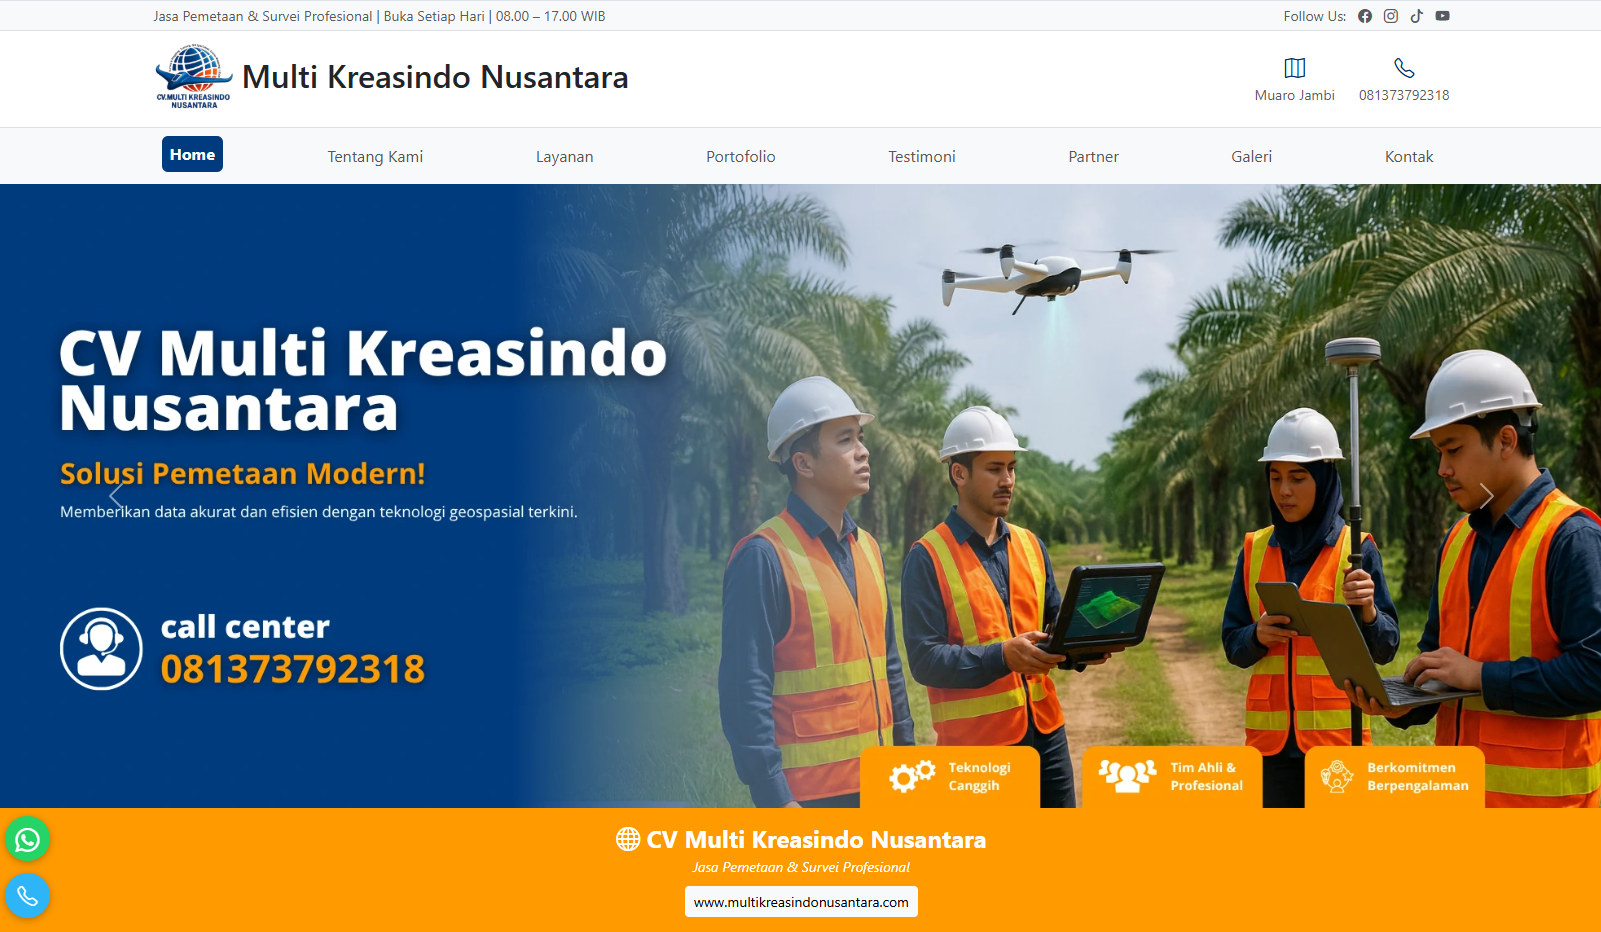 Jasa Pemetaan & Survei Profesional | Buka Setiap Hari | 08.00 – 17.00 WIB
Follow Us:
CV.MULTI KREASINDO
NUSANTARA
Multi Kreasindo Nusantara
Muaro Jambi
081373792318
Home
Tentang Kami
Layanan
Portofolio
Testimoni
Partner
Galeri
Kontak
CV Multi Kreasindo
Nusantara
Solusi Pemetaan Modern!
Memberikan data akurat dan efisien dengan teknologi geospasial terkini.
call center
081373792318
Teknologi
Canggih
Tim Ahli &
Profesional
Berkomitmen
Berpengalaman
CV Multi Kreasindo Nusantara
Jasa Pemetaan & Survei Profesional
www.multikreasindonusantara.com